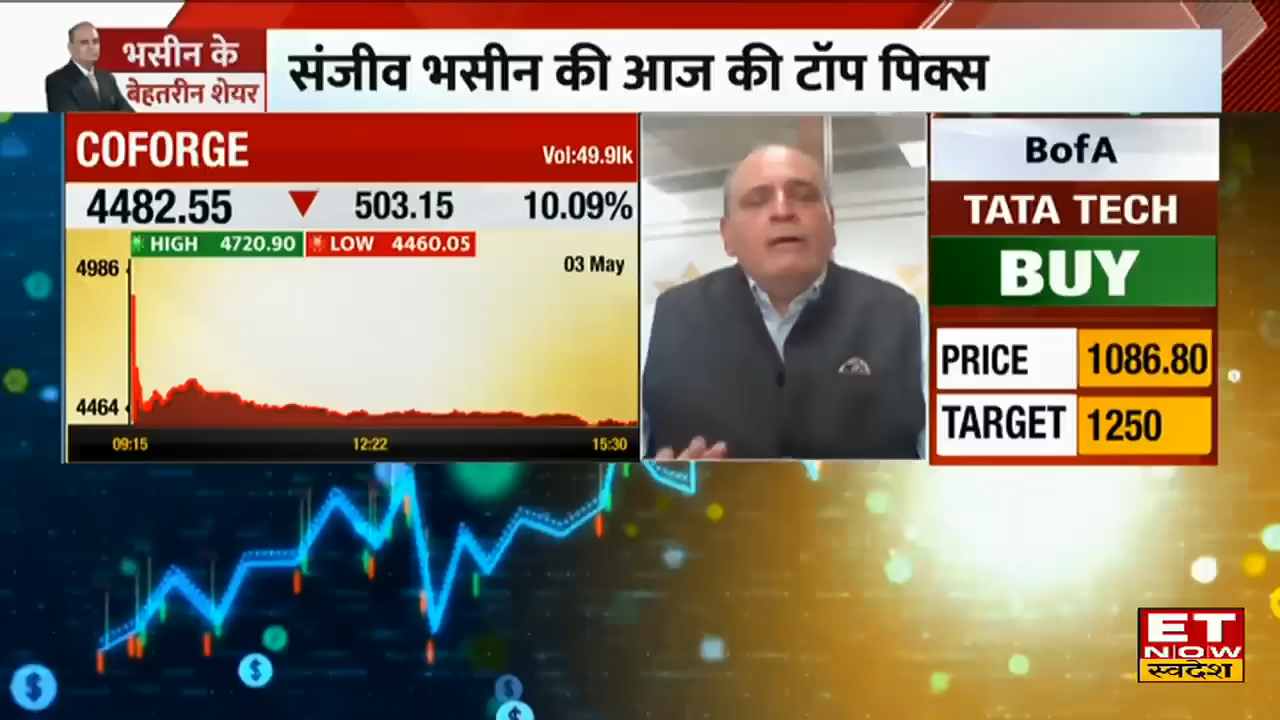 भसीन के
बेहतरीन शेयर
संजीव भसीन की आज की टॉप पिक्स
COFORGE
Vol:49.9lk
4482.55 ▼ 503.15 10.09%
HIGH 4720.90 LOW 4460.05
03 May
4986
4464
09:15 12:22 15:30
BofA
TATA TECH
BUY
PRICE 1086.80
TARGET 1250
$
$
$
$
ET
NOW
स्वदेश